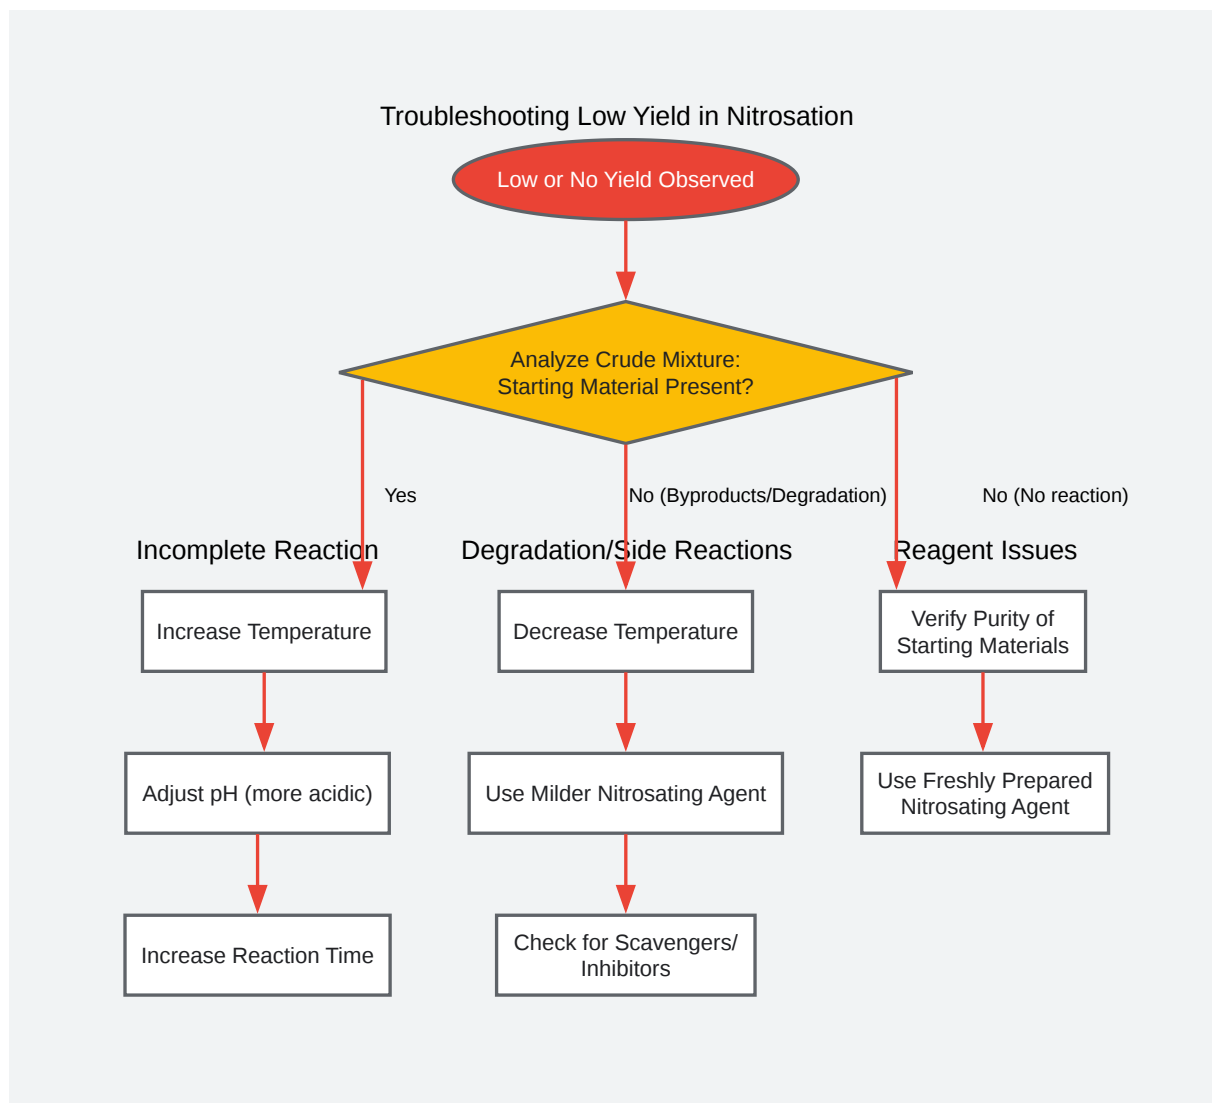 Troubleshooting Low Yield in Nitrosation
Low or No Yield Observed
Analyze Crude Mixture:
Starting Material Present?
Yes
No (Byproducts/Degradation)
No (No reaction)
Incomplete Reaction
Degradation/Side Reactions
Reagent Issues
Increase Temperature
Decrease Temperature
Verify Purity of
Starting Materials
Adjust pH (more acidic)
Use Milder Nitrosating Agent
Use Freshly Prepared
Nitrosating Agent
Increase Reaction Time
Check for Scavengers/
Inhibitors